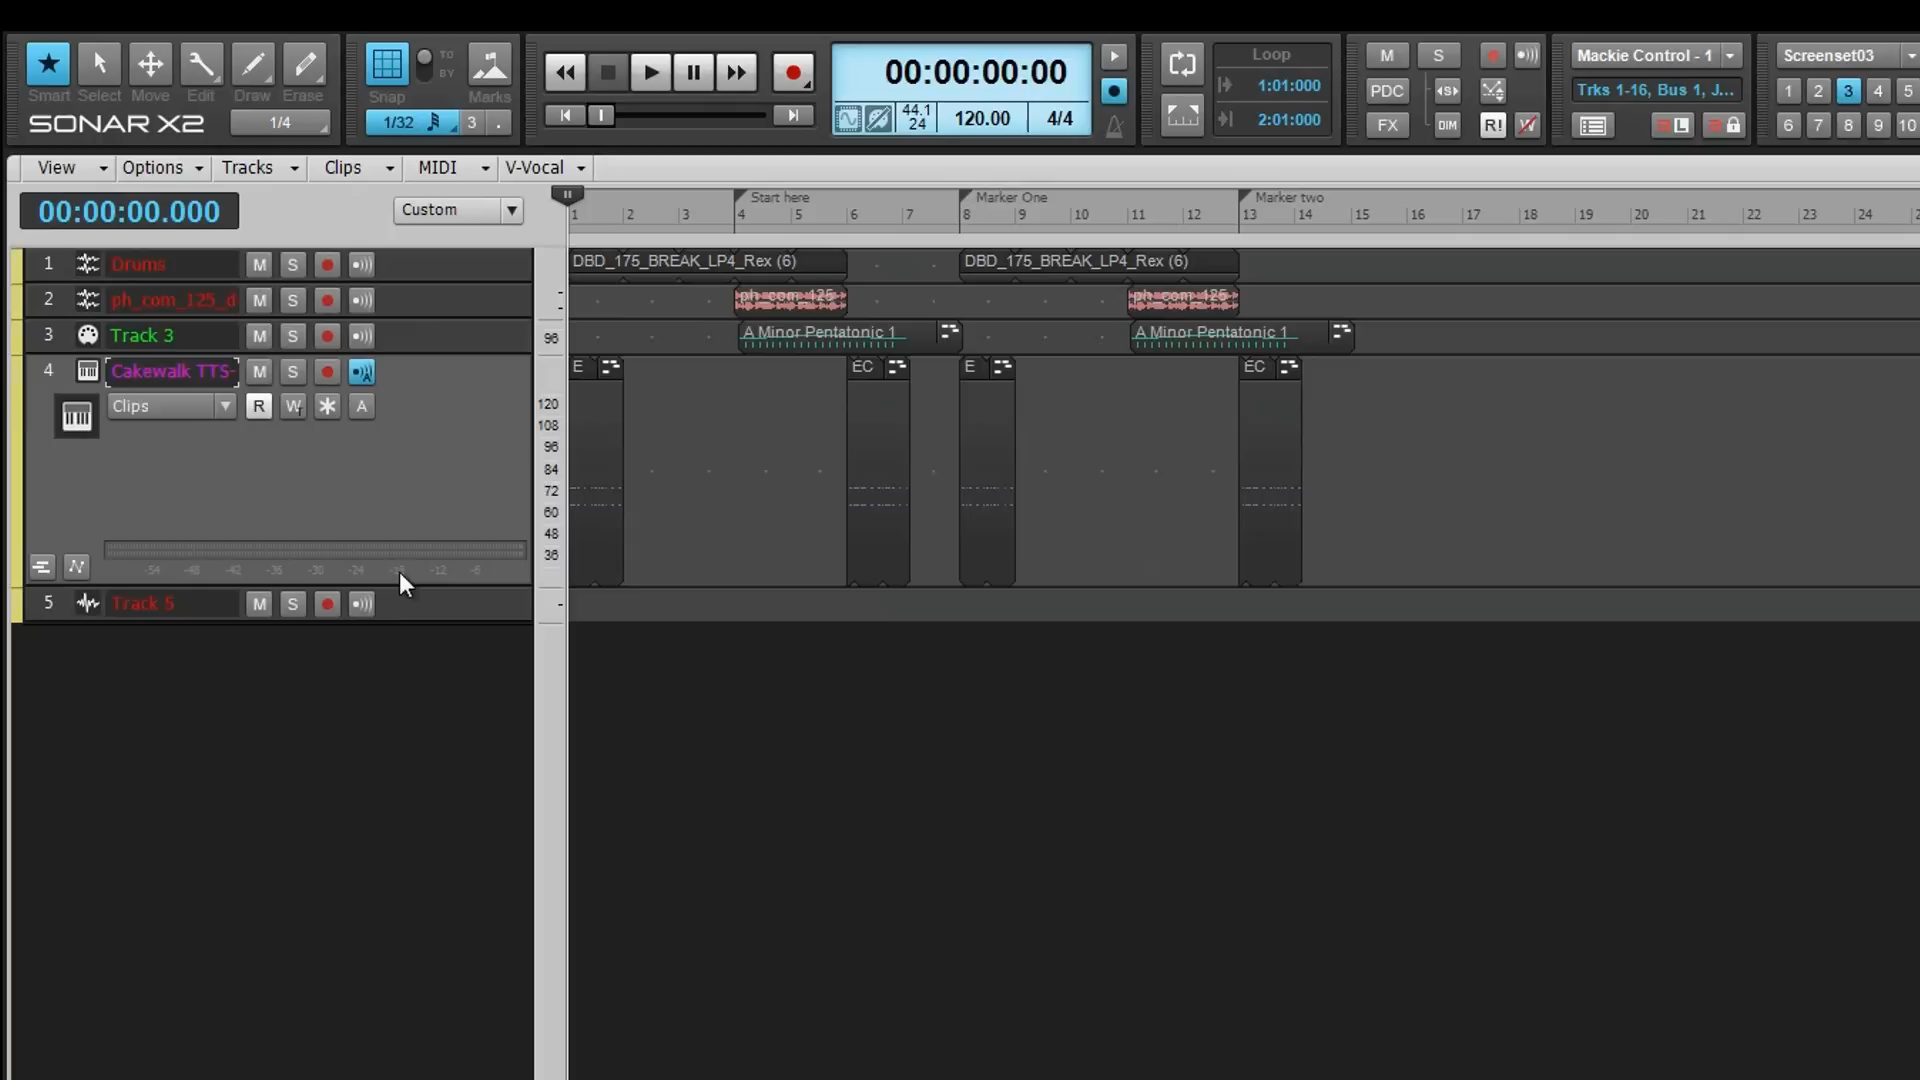 Smart Select Move Edit Draw Erase
SONAR X2
1/4
Snap
TO
BY
Marks
1/32
3
.
00:00:00:00
44.1
24
120.00
4/4
Loop
1:01:000
2:01:000
M S
PDC
FX DIM R! W
Mackie Control - 1
Trks 1-16, Bus 1, J...
L
Screenset03
1 2 3 4 5
6 7 8 9 10
View Options Tracks Clips MIDI V-Vocal
00:00:00.000
Custom
Start here
Marker One
Marker two
1 2 3 4 5 6 7 8 9 10 11 12 13 14 15 16 17 18 19 20 21 22 23 24
1 Drums M S
DBD_175_BREAK_LP4_Rex (6)
DBD_175_BREAK_LP4_Rex (6)
2 ph_com_125_d M S
ph_com_125
ph_com_125
3 Track 3 M S
96
A Minor Pentatonic 1
A Minor Pentatonic 1
4 Cakewalk TTS- M S
E
EC
E
EC
Clips R W * A
120
108
96
84
72
60
48
36
-54 -48 -42 -36 -30 -24 -18 -12 -6
5 Track 5 M S